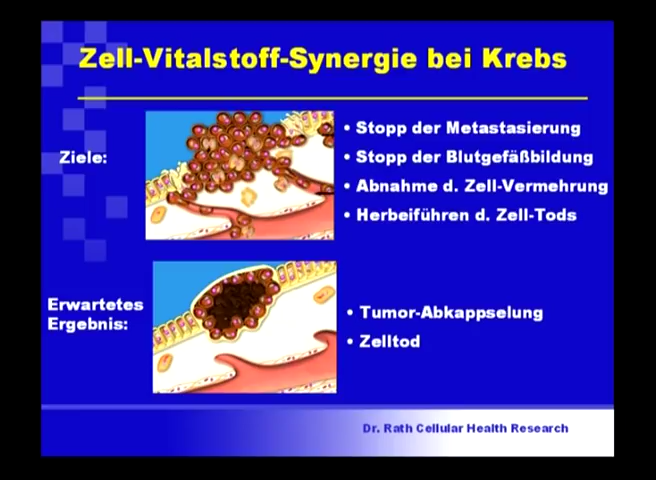 Zell-Vitalstoff-Synergie bei Krebs
Ziele:
• Stopp der Metastasierung
• Stopp der Blutgefäßbildung
• Abnahme d. Zell-Vermehrung
• Herbeiführen d. Zell-Tods
Erwartetes
Ergebnis:
• Tumor-Abkappselung
• Zelltod
Dr. Rath Cellular Health Research